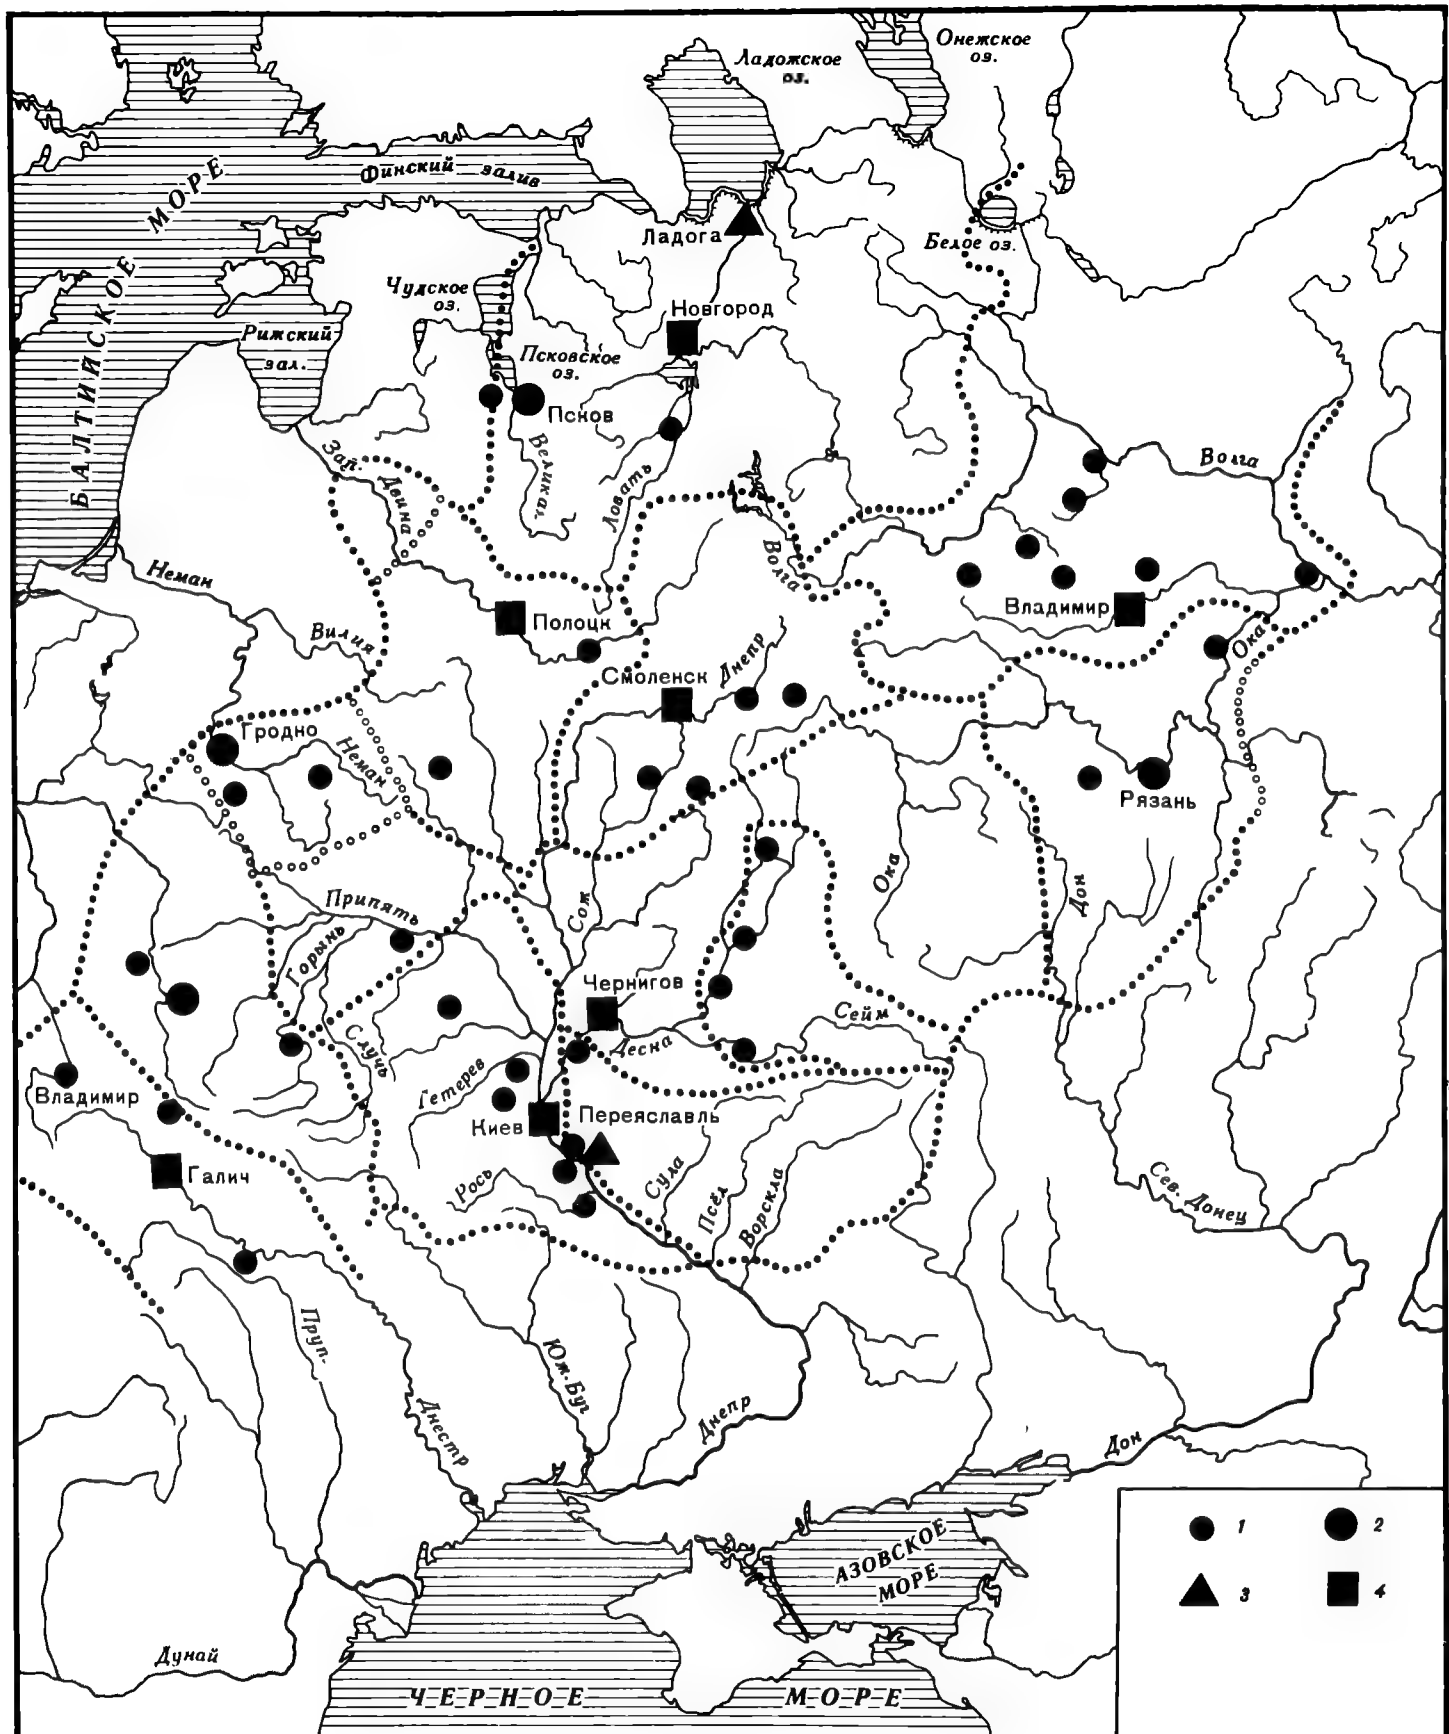 Онежское
оз.
Ладожское
оз.
Финский залив
БАЛТИЙСКОЕ МОРЕ
Ладога
Белое оз.
Чудское
оз.
Новгород
Рижский
зал.
Псковское
оз.
Псков
Великая
Ловать
Зап. Двина
Волга
Волга
Неман
Вилия
Полоцк
Владимир
Ока
Смоленск
Днепр
Гродно
Неман
Рязань
Ока
Дон
Припять
Сож
Горынь
Чернигов
Случь
Десна
Сейм
Тетерев
Владимир
Киев
Переяславль
Галич
Рось
Сула
Псёл
Ворскла
Сев. Донец
Прут
Юж. Буг
Днестр
Днепр
Дон
АЗОВСКОЕ
МОРЕ
Дунай
ЧЕРНОЕ МОРЕ
1
2
3
4